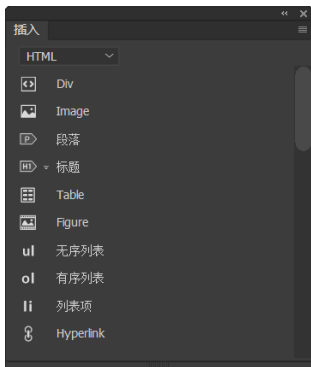 插入
HTML
Div
Image
P 段落
H1 标题
Table
Figure
ul 无序列表
ol 有序列表
li 列表项
Hyperlink